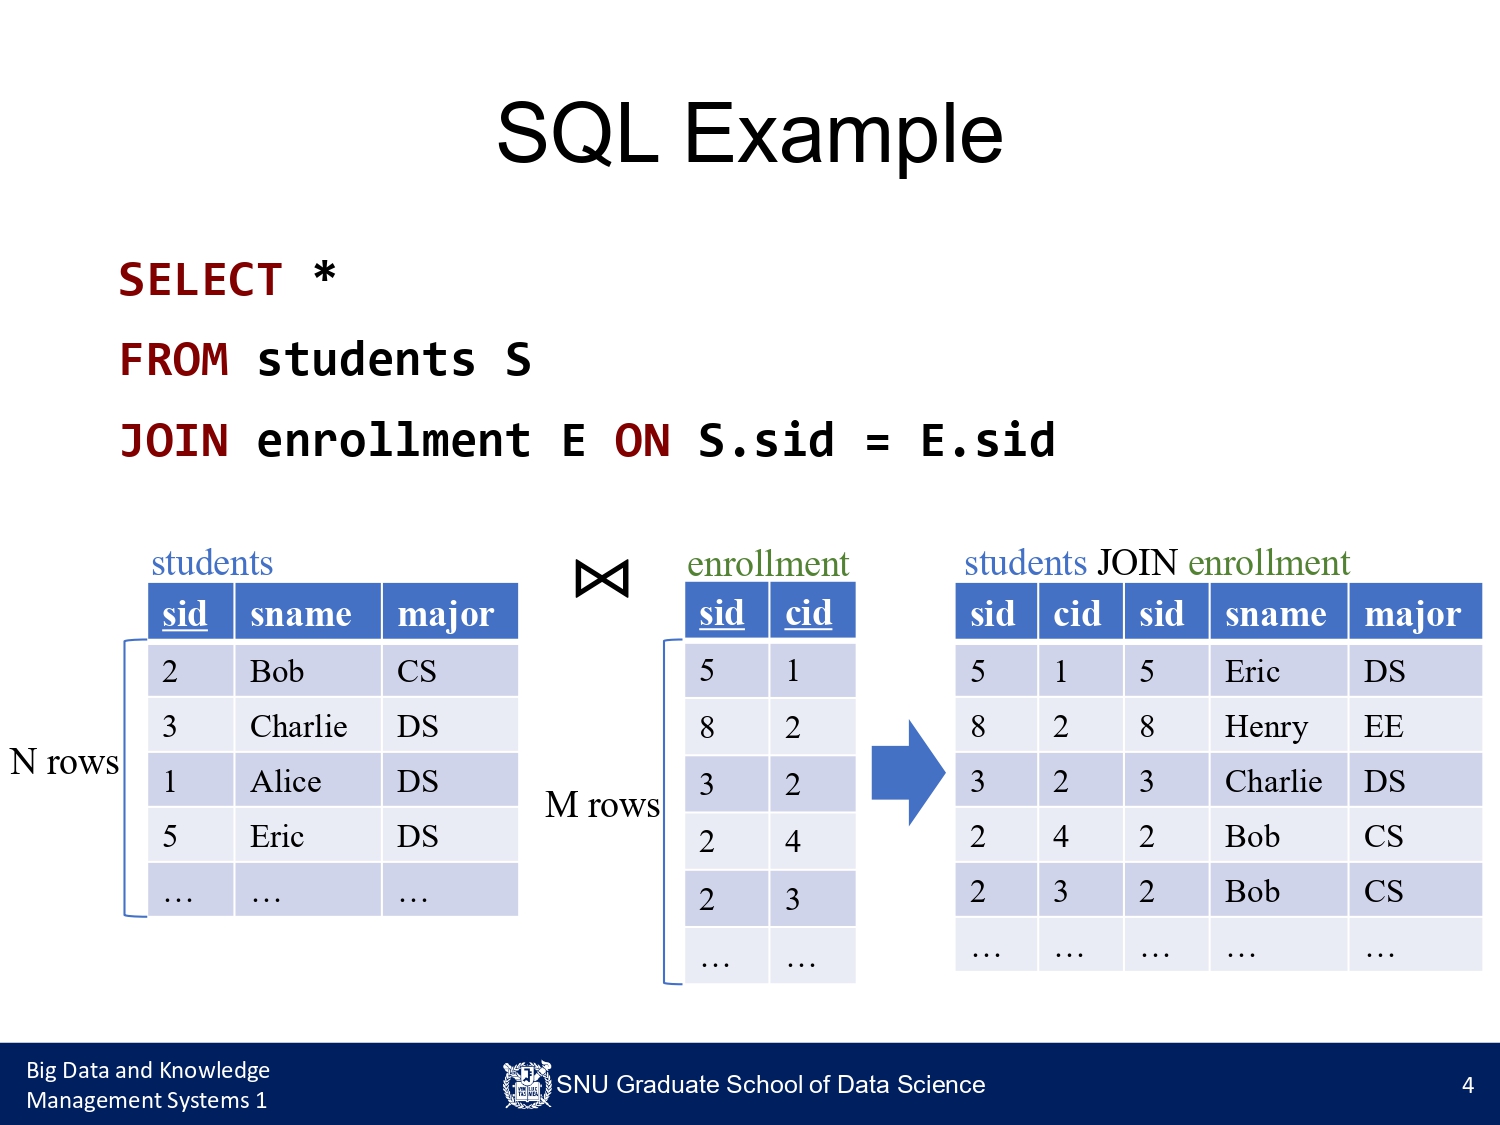 SQL Example
SELECT *
FROM students S
JOIN enrollment E ON S.sid = E.sid
students
sid sname major
2 Bob CS
3 Charlie DS
1 Alice DS
5 Eric DS
… … …
N rows
⋈
enrollment
sid cid
5 1
8 2
3 2
2 4
2 3
… …
M rows
students JOIN enrollment
sid cid sid sname major
5 1 5 Eric DS
8 2 8 Henry EE
3 2 3 Charlie DS
2 4 2 Bob CS
2 3 2 Bob CS
… … … … …
Big Data and Knowledge
Management Systems 1
SNU Graduate School of Data Science
4